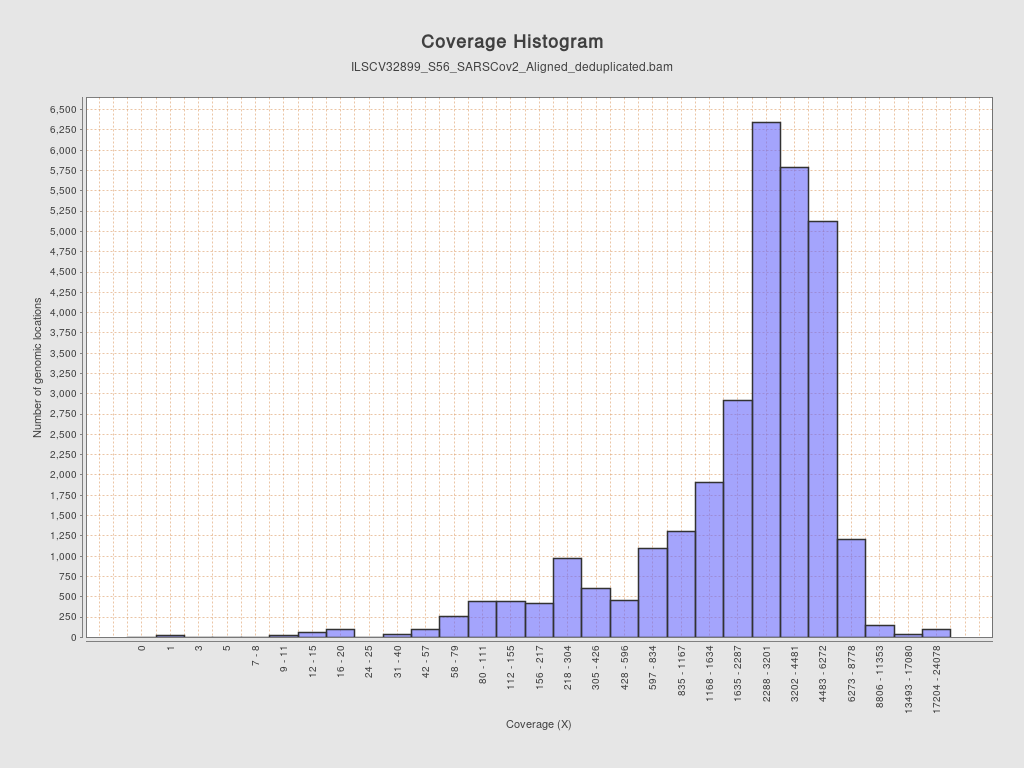 Coverage Histogram
ILSCV32899_S56_SARSCov2_Aligned_deduplicated.bam
Number of genomic locations
6,500
6,250
6,000
5,750
5,500
5,250
5,000
4,750
4,500
4,250
4,000
3,750
3,500
3,250
3,000
2,750
2,500
2,250
2,000
1,750
1,500
1,250
1,000
750
500
250
0
0
1
3
5
7 - 8
9 - 11
12 - 15
16 - 20
24 - 25
31 - 40
42 - 57
58 - 79
80 - 111
112 - 155
156 - 217
218 - 304
305 - 426
428 - 596
597 - 834
835 - 1167
1168 - 1634
1635 - 2287
2288 - 3201
3202 - 4481
4483 - 6272
6273 - 8778
8806 - 11353
13493 - 17080
17204 - 24078
Coverage (X)